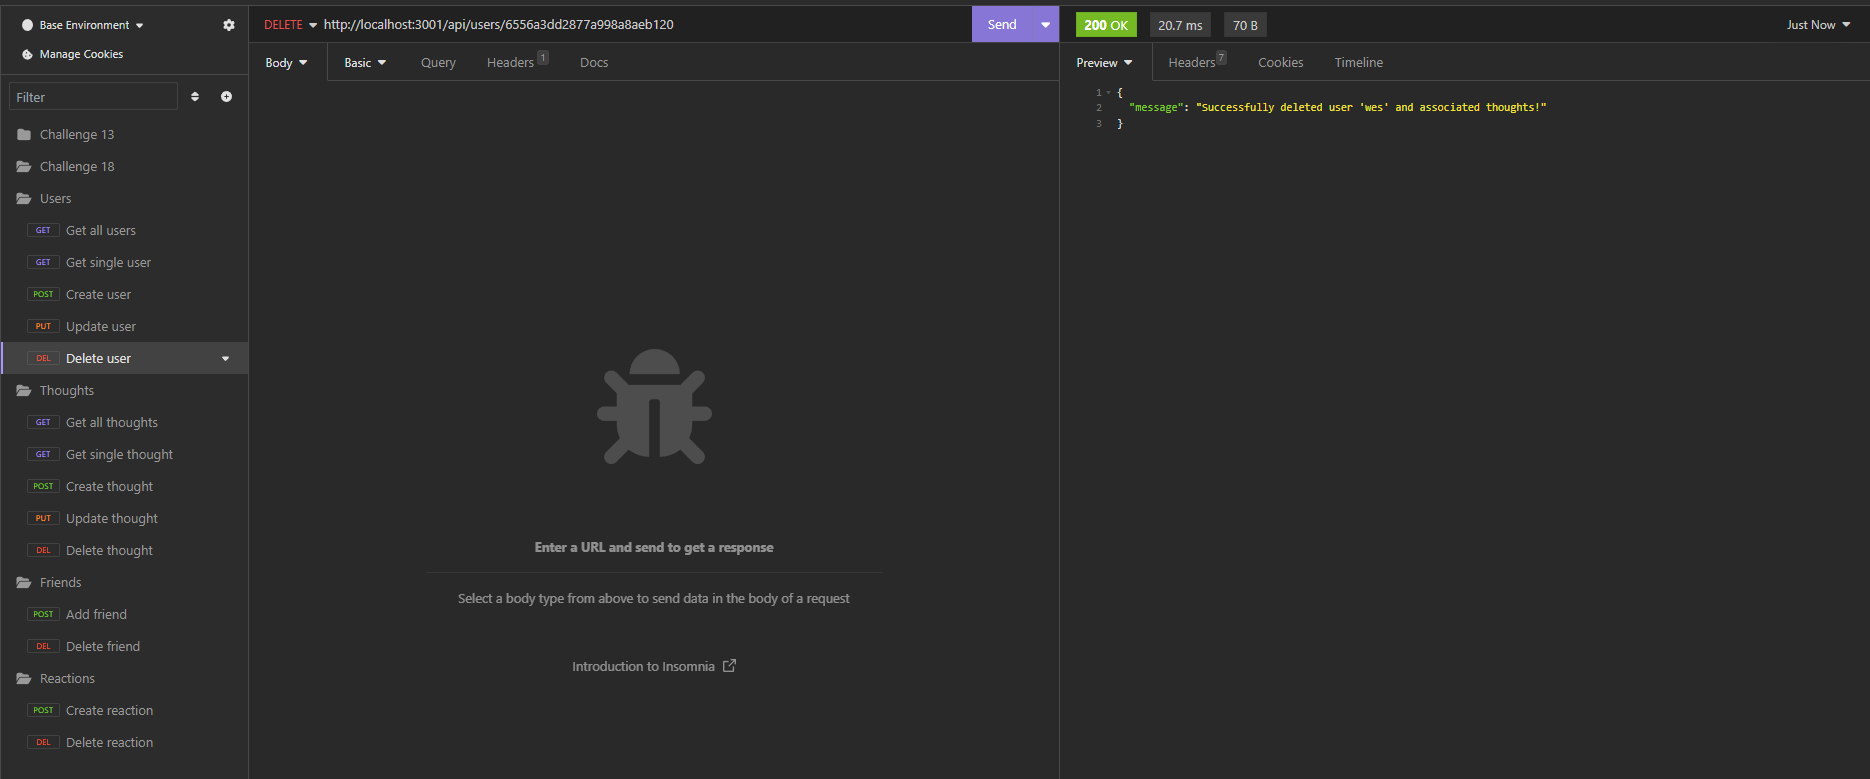 Base Environment
Manage Cookies
Filter
Challenge 13
Challenge 18
Users
GET Get all users
GET Get single user
POST Create user
PUT Update user
DEL Delete user
Thoughts
GET Get all thoughts
GET Get single thought
POST Create thought
PUT Update thought
DEL Delete thought
Friends
POST Add friend
DEL Delete friend
Reactions
POST Create reaction
DEL Delete reaction
DELETE http://localhost:3001/api/users/6556a3dd2877a998a8aeb120 Send
Body Basic Query Headers 1 Docs
Enter a URL and send to get a response
Select a body type from above to send data in the body of a request
Introduction to Insomnia
200 OK 20.7 ms 70 B Just Now
Preview Headers 7 Cookies Timeline
1 {
2 "message": "Successfully deleted user 'wes' and associated thoughts!"
3 }